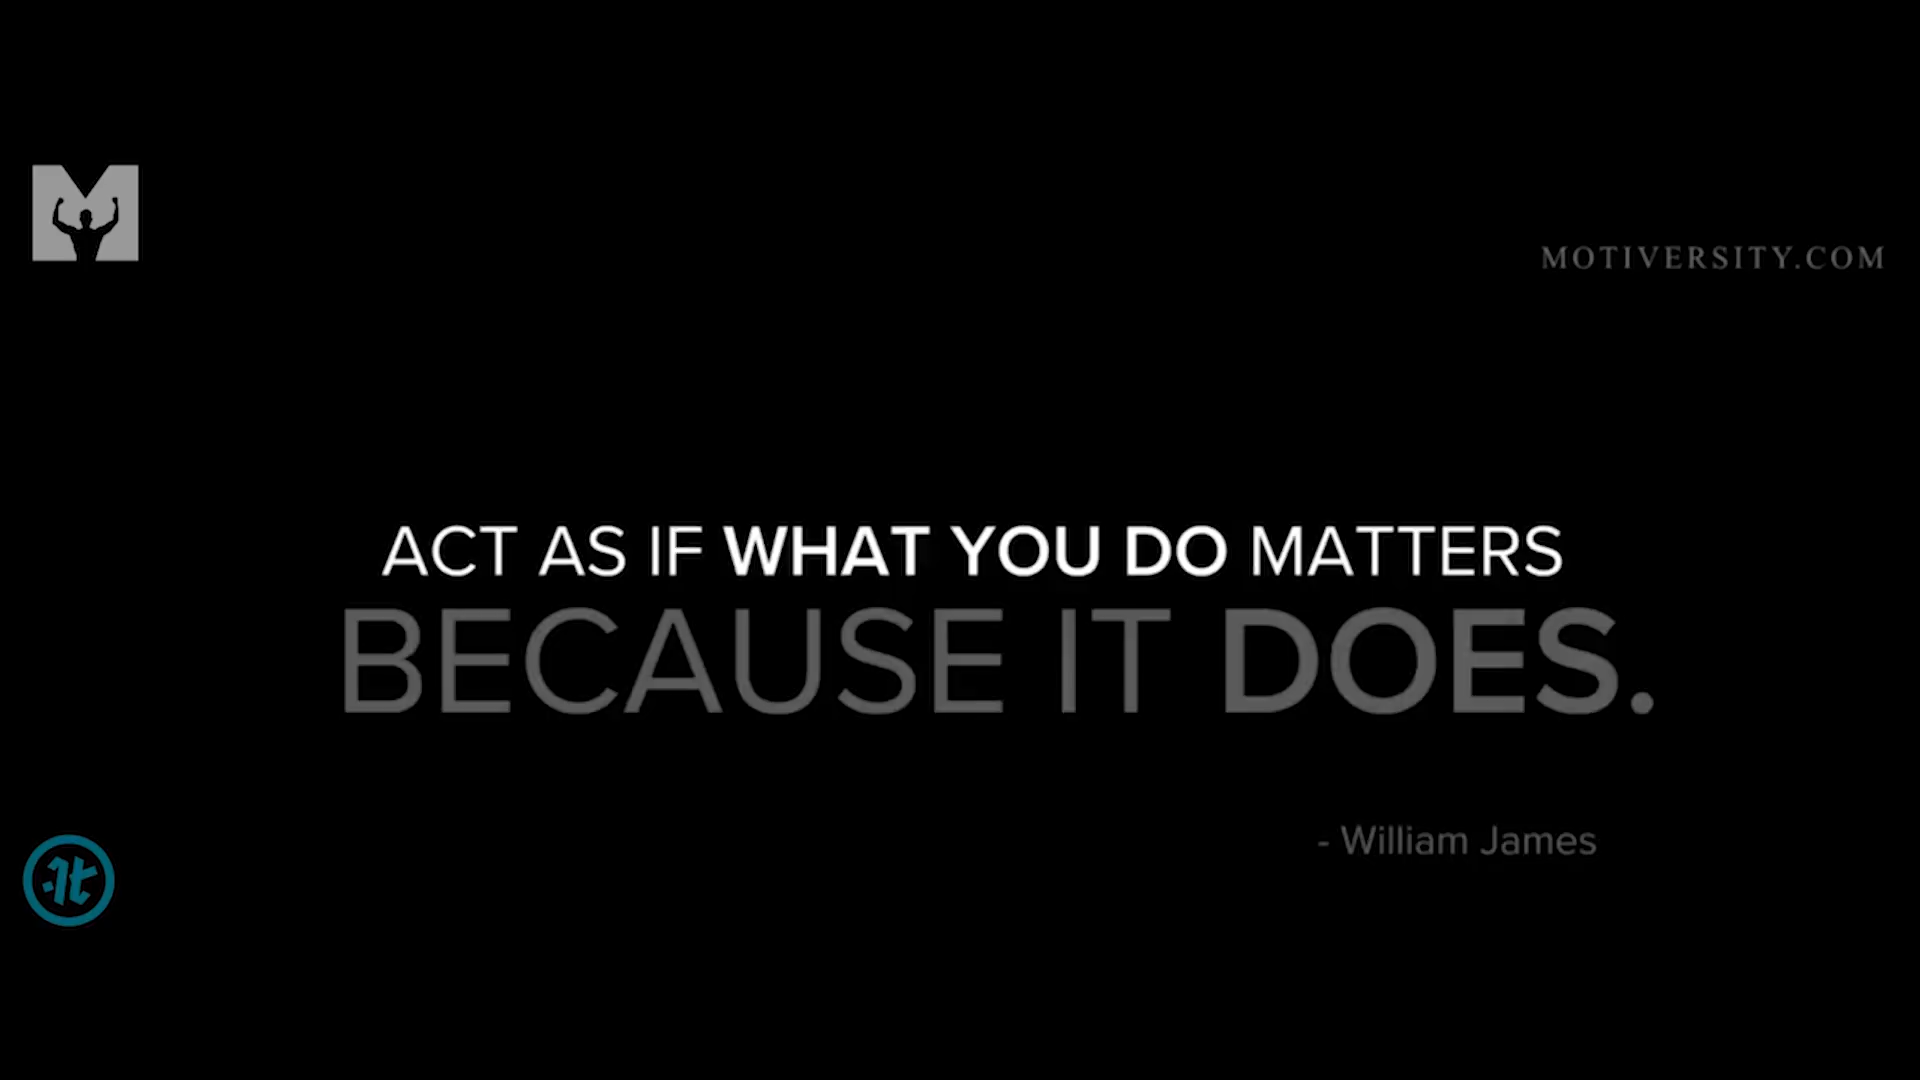 MOTIVERSITY.COM
ACT AS IF WHAT YOU DO MATTERS
BECAUSE IT DOES.
- William James